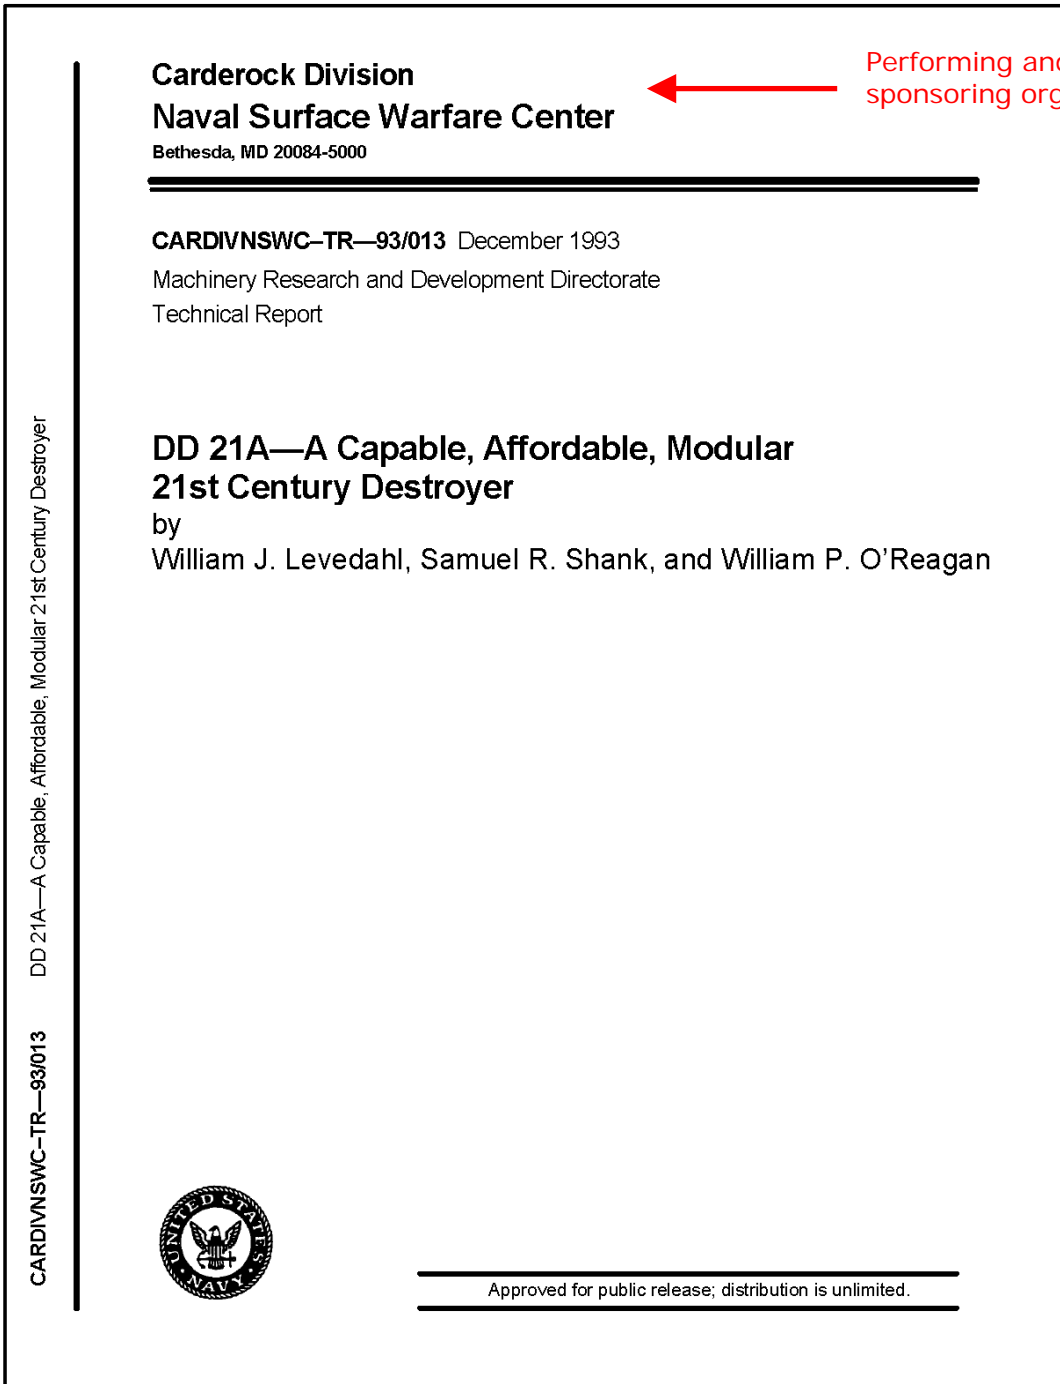 Carderock Division
Naval Surface Warfare Center
Bethesda, MD 20084-5000
Performing and
sponsoring org
CARDIVNSWC–TR—93/013 December 1993
Machinery Research and Development Directorate
Technical Report
DD 21A—A Capable, Affordable, Modular
21st Century Destroyer
by
William J. Levedahl, Samuel R. Shank, and William P. O'Reagan
CARDIVNSWC–TR—93/013 DD 21A—A Capable, Affordable, Modular 21st Century Destroyer
UNITED STATES
NAVY
Approved for public release; distribution is unlimited.